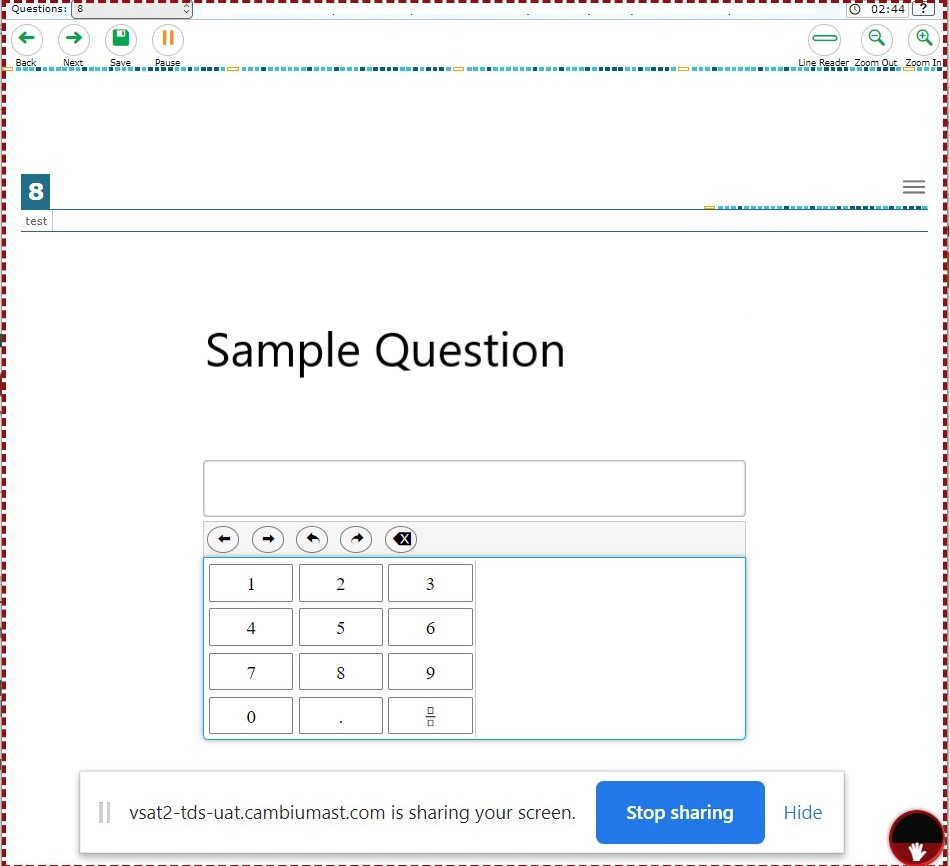 Questions: 8 02:44 ?
Back Next Save Pause Line Reader Zoom Out Zoom In
8
test
Sample Question
1 2 3
4 5 6
7 8 9
0 .
vsat2-tds-uat.cambiumast.com is sharing your screen. Stop sharing Hide